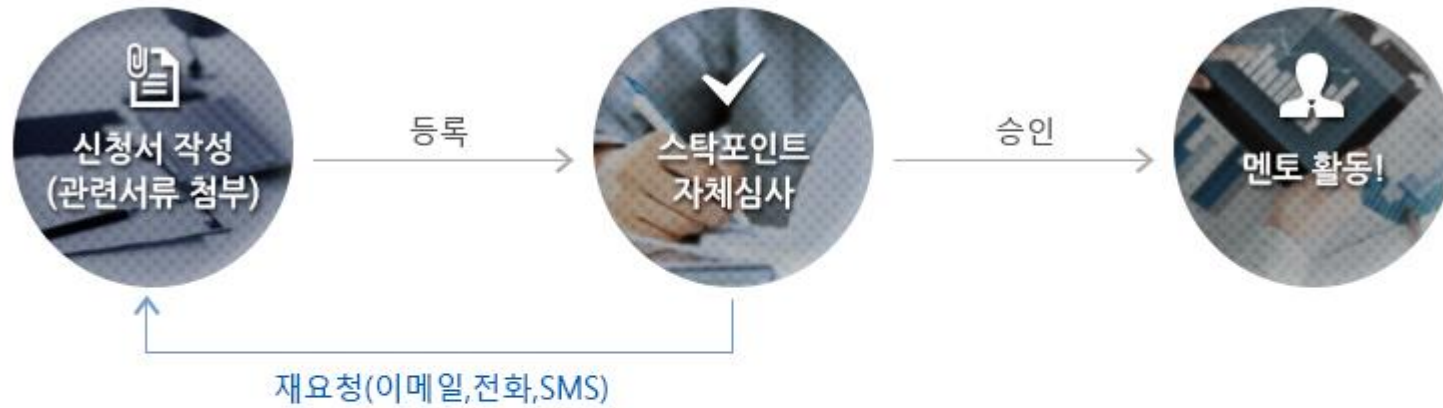 신청서 작성
(관련서류 첨부)
등록
스탁포인트
자체심사
승인
멘토 활동!
재요청(이메일,전화,SMS)